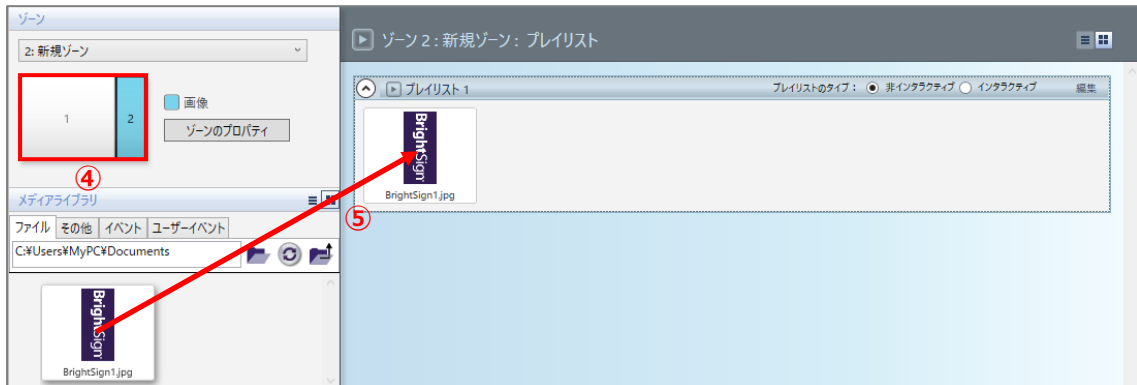 ゾーン
2: 新規ゾーン
1
2
画像
ゾーンのプロパティ
④
メディアライブラリ
ファイル その他 イベント ユーザーイベント
C:¥Users¥MyPC¥Documents
BrightSign
BrightSign1.jpg
ゾーン 2 : 新規ゾーン : プレイリスト
プレイリスト 1 プレイリストのタイプ : 非インタラクティブ インタラクティブ 編集
BrightSign
BrightSign1.jpg
⑤